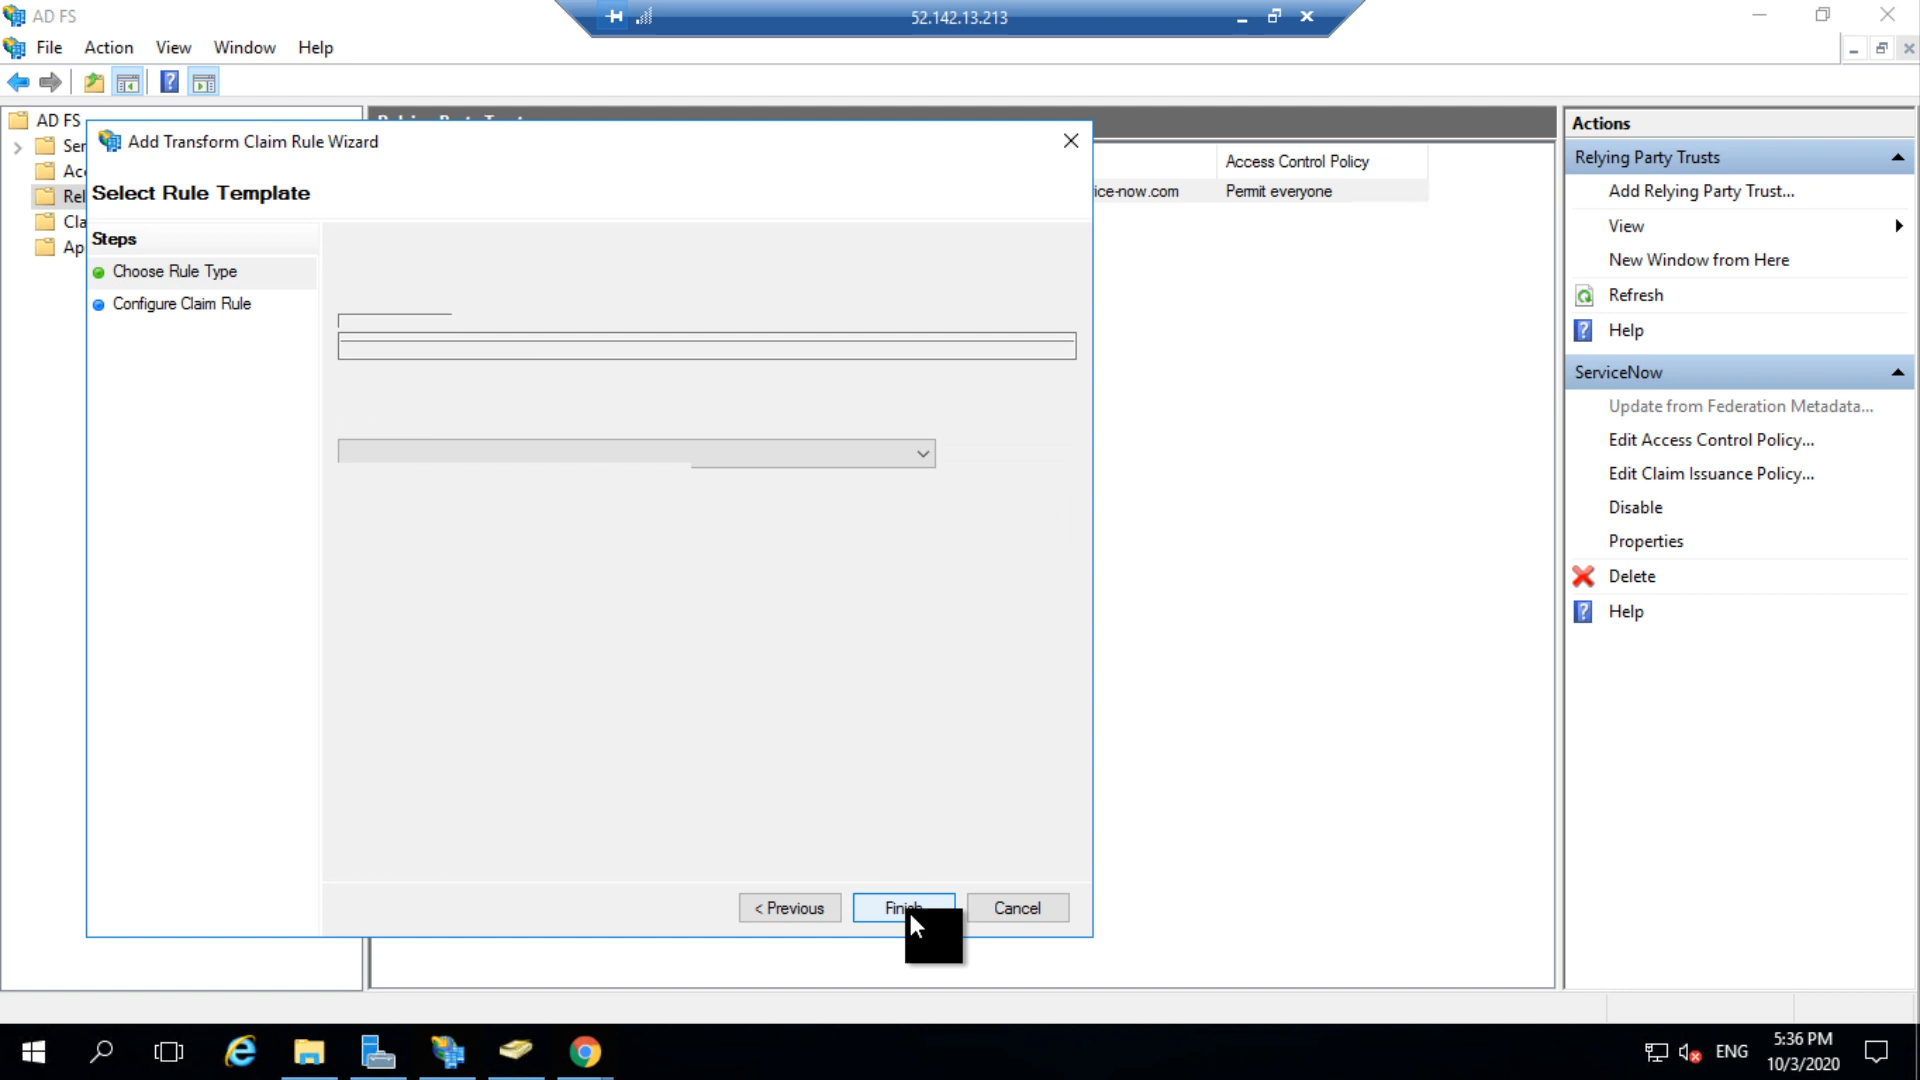 AD FS
52.142.13.213
File Action View Window Help
AD FS
Access Control Policy
ice-now.com Permit everyone
Add Transform Claim Rule Wizard
Select Rule Template
Steps
Choose Rule Type
Configure Claim Rule
< Previous
Cancel
Actions
Relying Party Trusts
Add Relying Party Trust...
View
New Window from Here
Refresh
Help
ServiceNow
Update from Federation Metadata...
Edit Access Control Policy...
Edit Claim Issuance Policy...
Disable
Properties
Delete
Help
ENG
5:36 PM
10/3/2020